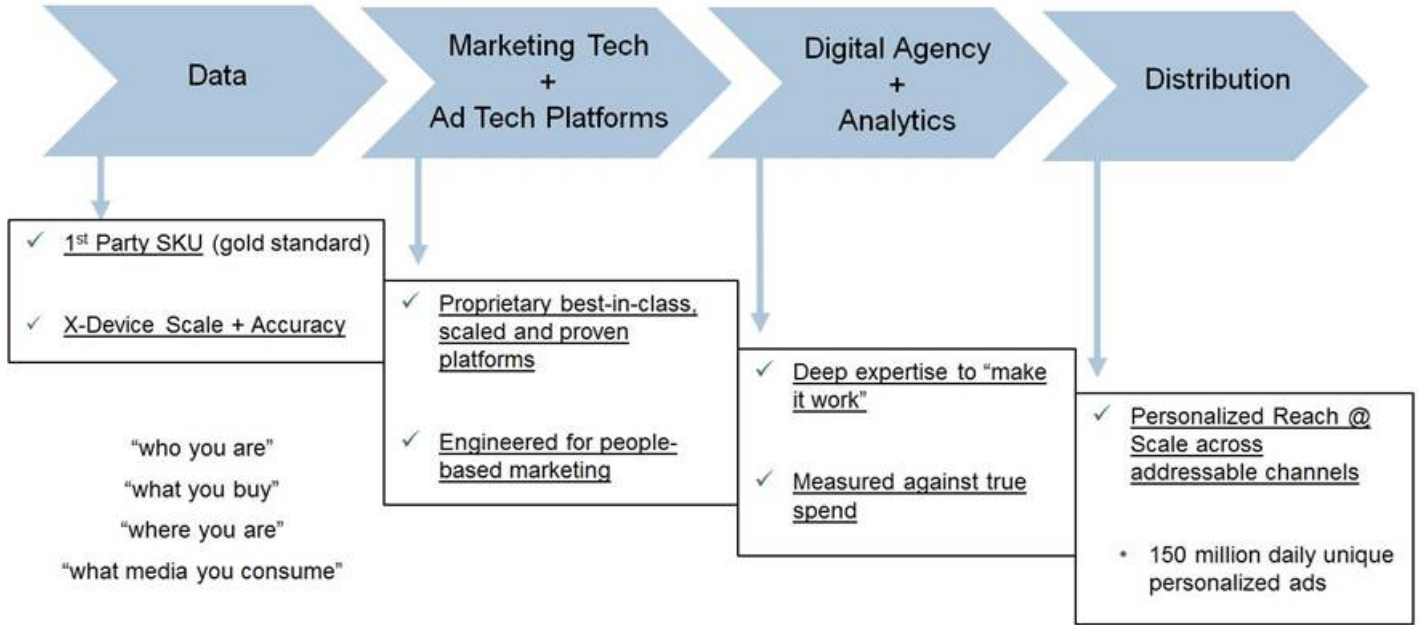 Data
Marketing Tech
+
Ad Tech Platforms
Digital Agency
+
Analytics
Distribution
✓ 1st Party SKU (gold standard)
✓ X-Device Scale + Accuracy
“who you are”
“what you buy”
“where you are”
“what media you consume”
✓ Proprietary best-in-class,
scaled and proven
platforms
✓ Engineered for people-
based marketing
✓ Deep expertise to “make
it work”
✓ Measured against true
spend
✓ Personalized Reach @
Scale across
addressable channels
• 150 million daily unique
personalized ads